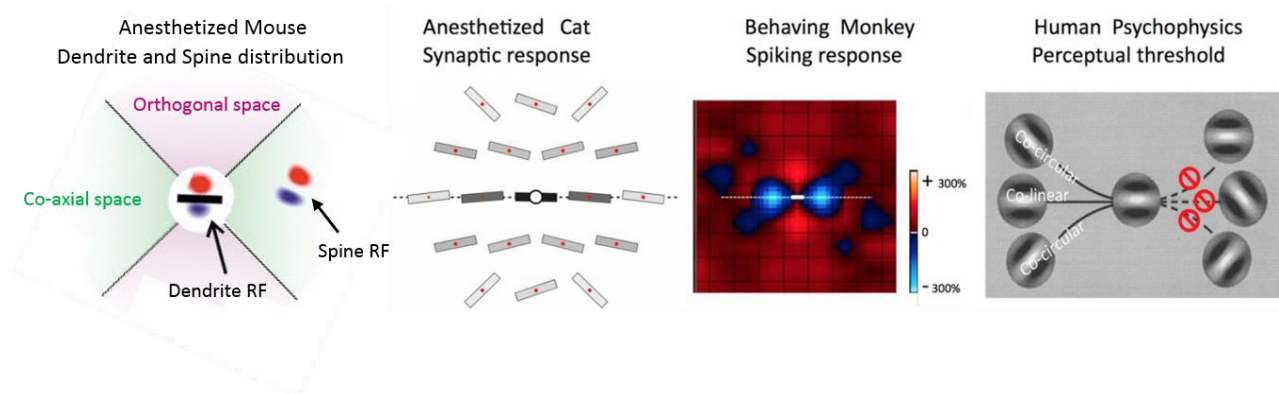 Anesthetized Mouse
Dendrite and Spine distribution
Orthogonal space
Co-axial space
Spine RF
Dendrite RF
Anesthetized Cat
Synaptic response
Behaving Monkey
Spiking response
+ 300%
0
- 300%
Human Psychophysics
Perceptual threshold
Co-circular
Co-linear
Co-circular